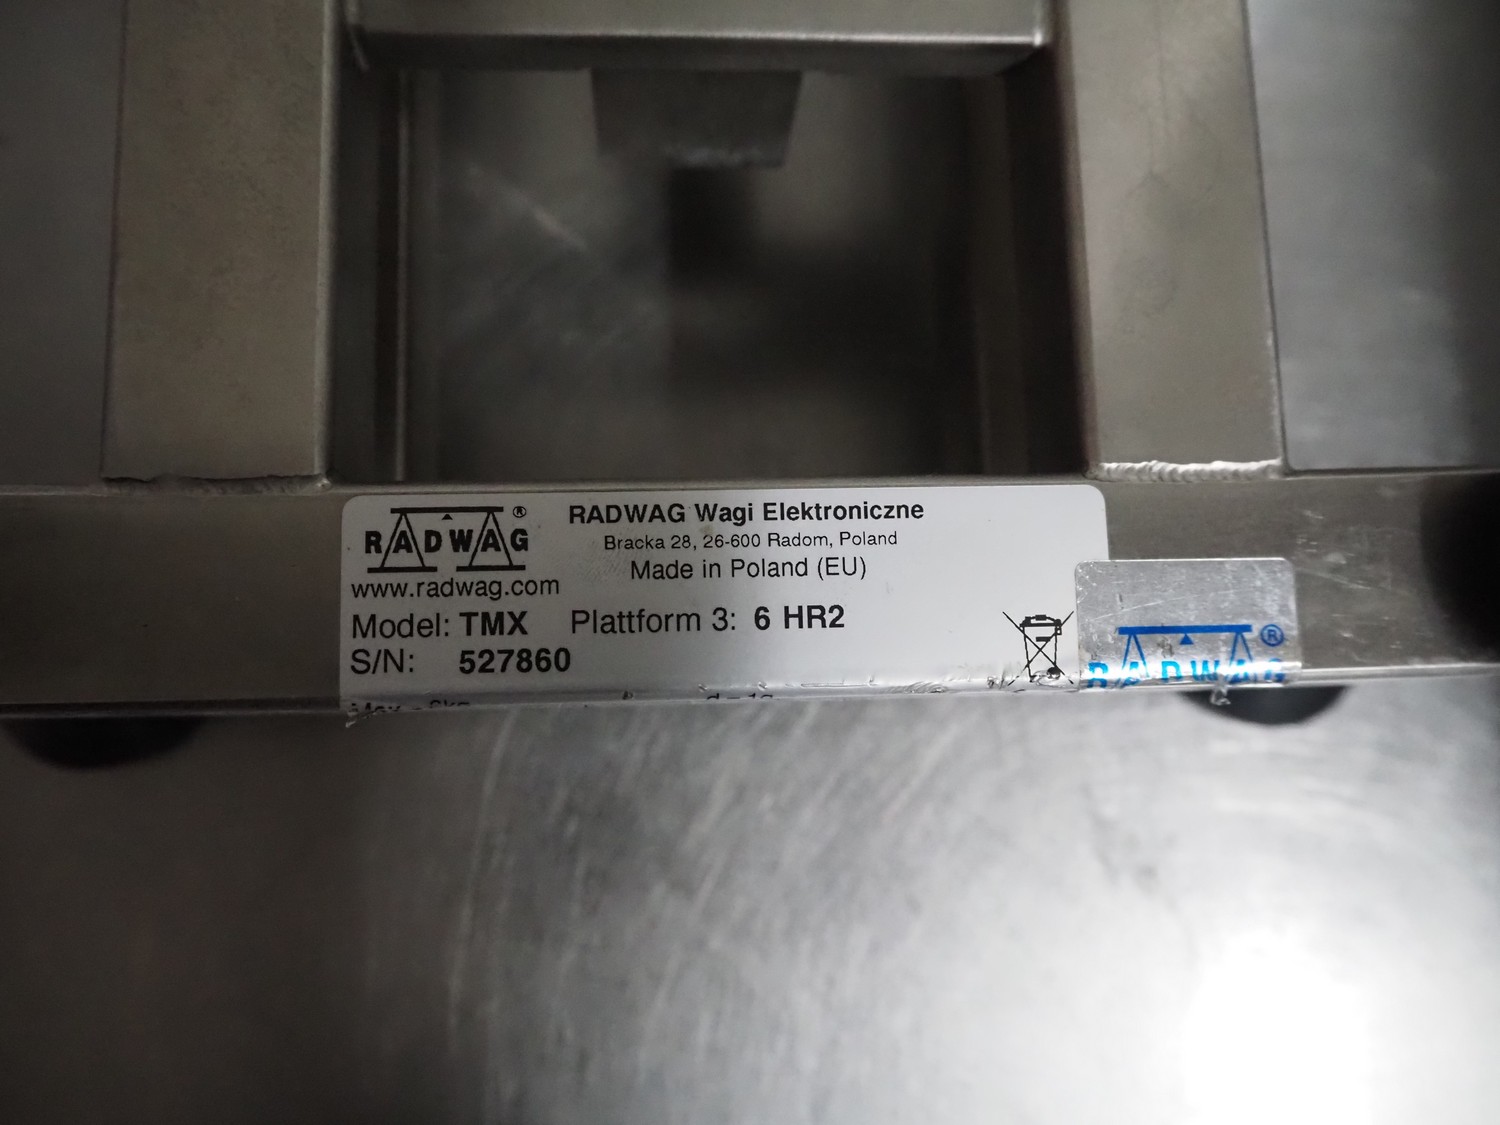 RADWAG®
www.radwag.com
RADWAG Wagi Elektroniczne
Bracka 28, 26-600 Radom, Poland
Made in Poland (EU)
Model: TMX Plattform 3: 6 HR2
S/N: 527860
RADWAG®